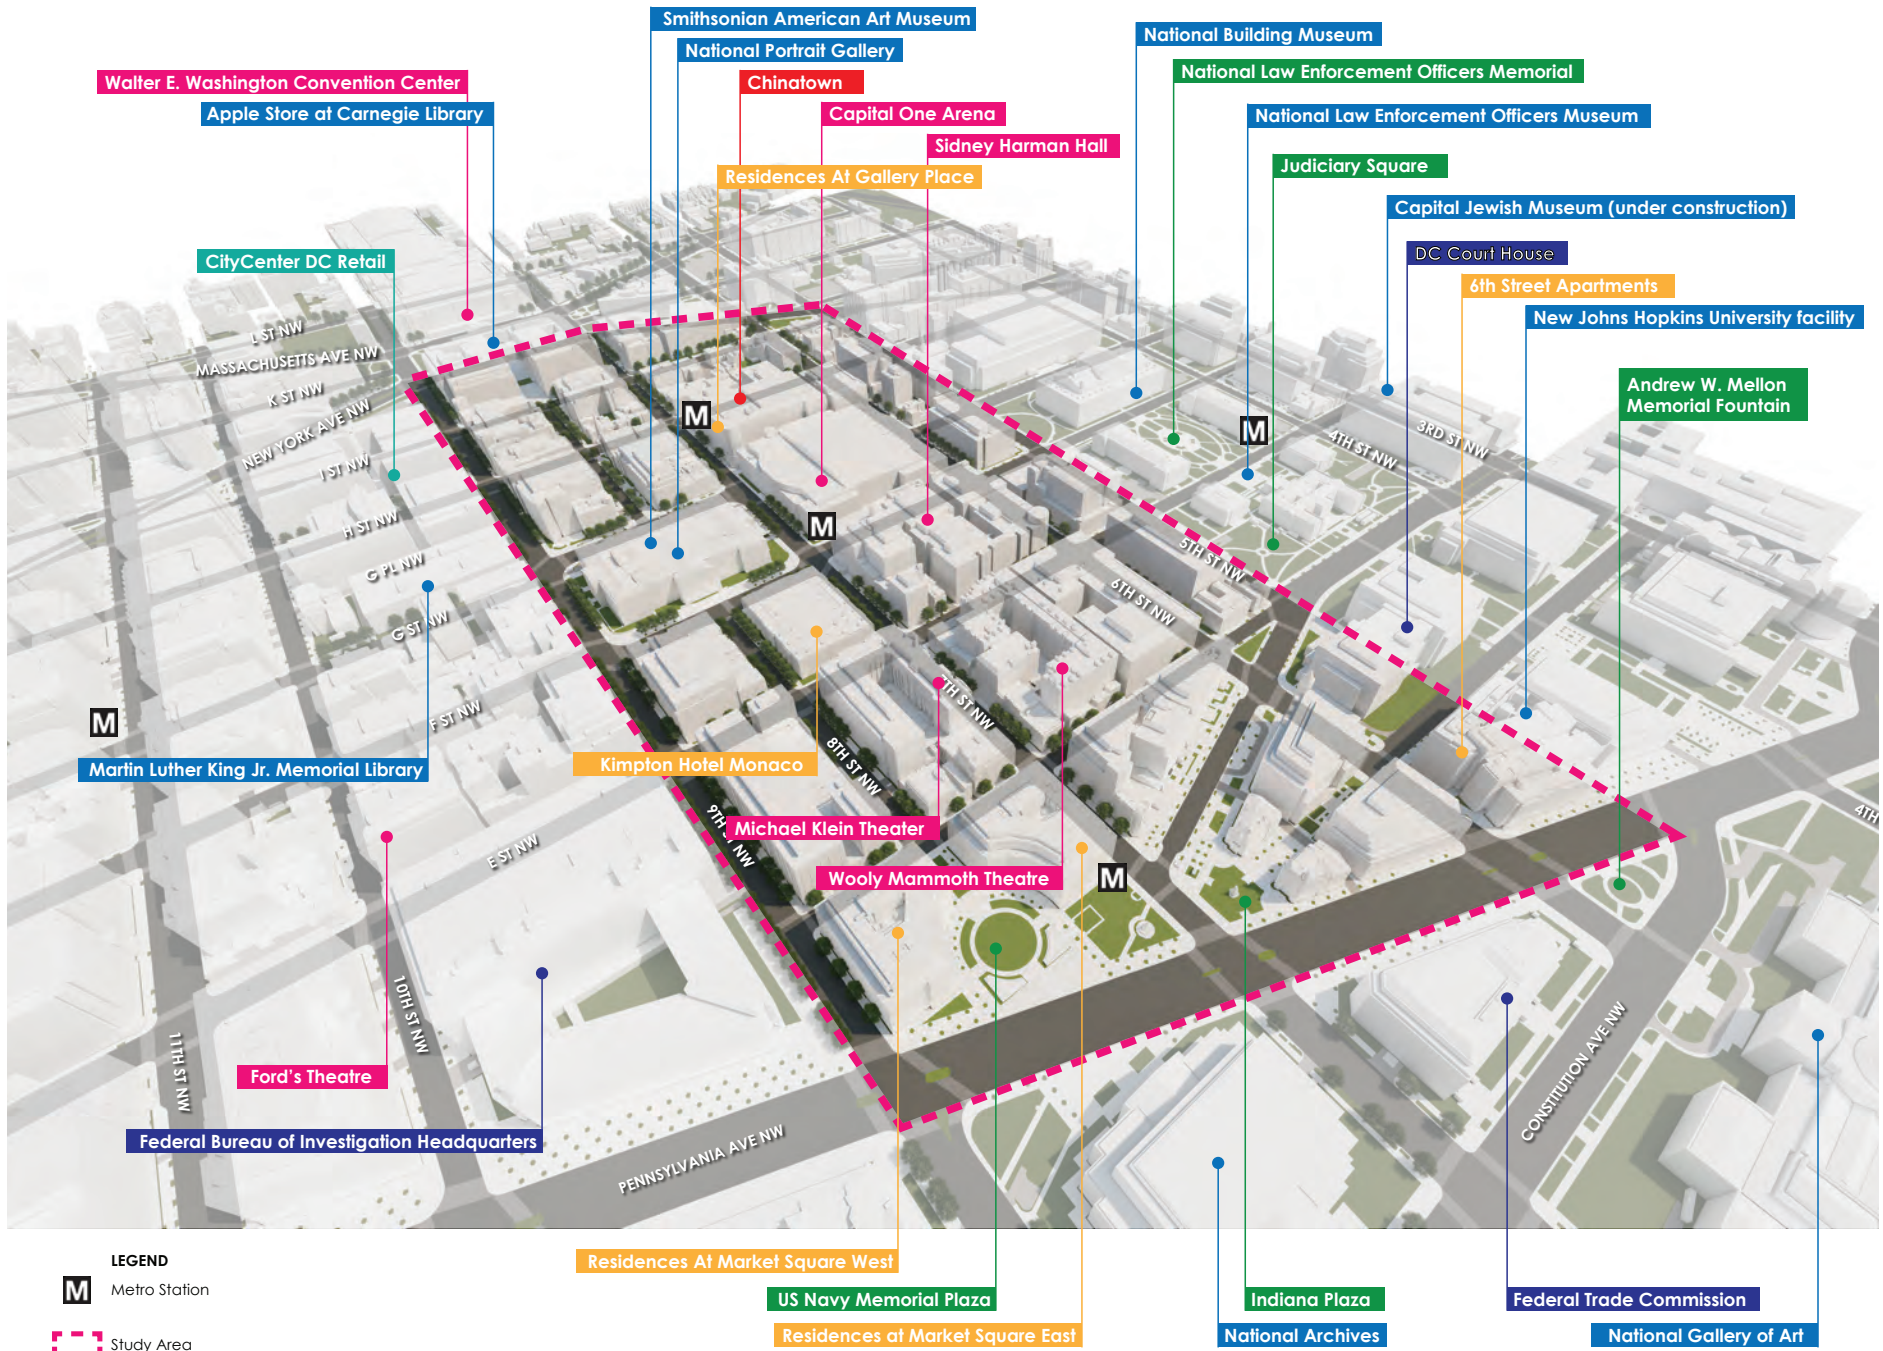 Smithsonian American Art Museum
National Portrait Gallery
National Building Museum
National Law Enforcement Officers Memorial
Walter E. Washington Convention Center
Chinatown
Apple Store at Carnegie Library
Capital One Arena
National Law Enforcement Officers Museum
Sidney Harman Hall
Judiciary Square
Residences At Gallery Place
Capital Jewish Museum (under construction)
CityCenter DC Retail
DC Court House
6th Street Apartments
New Johns Hopkins University facility
Andrew W. Mellon
Memorial Fountain
L ST NW
MASSACHUSETTS AVE NW
K ST NW
NEW YORK AVE NW
I ST NW
H ST NW
G PL NW
G ST NW
F ST NW
E ST NW
3RD ST NW
4TH ST NW
5TH ST NW
6TH ST NW
7TH ST NW
8TH ST NW
9TH ST NW
10TH ST NW
11TH ST NW
4TH
M
M
M
M
M
Martin Luther King Jr. Memorial Library
Kimpton Hotel Monaco
Michael Klein Theater
Wooly Mammoth Theatre
Ford's Theatre
Federal Bureau of Investigation Headquarters
PENNSYLVANIA AVE NW
CONSTITUTION AVE NW
Residences At Market Square West
US Navy Memorial Plaza
Residences at Market Square East
Indiana Plaza
National Archives
Federal Trade Commission
National Gallery of Art
LEGEND
M Metro Station
Study Area